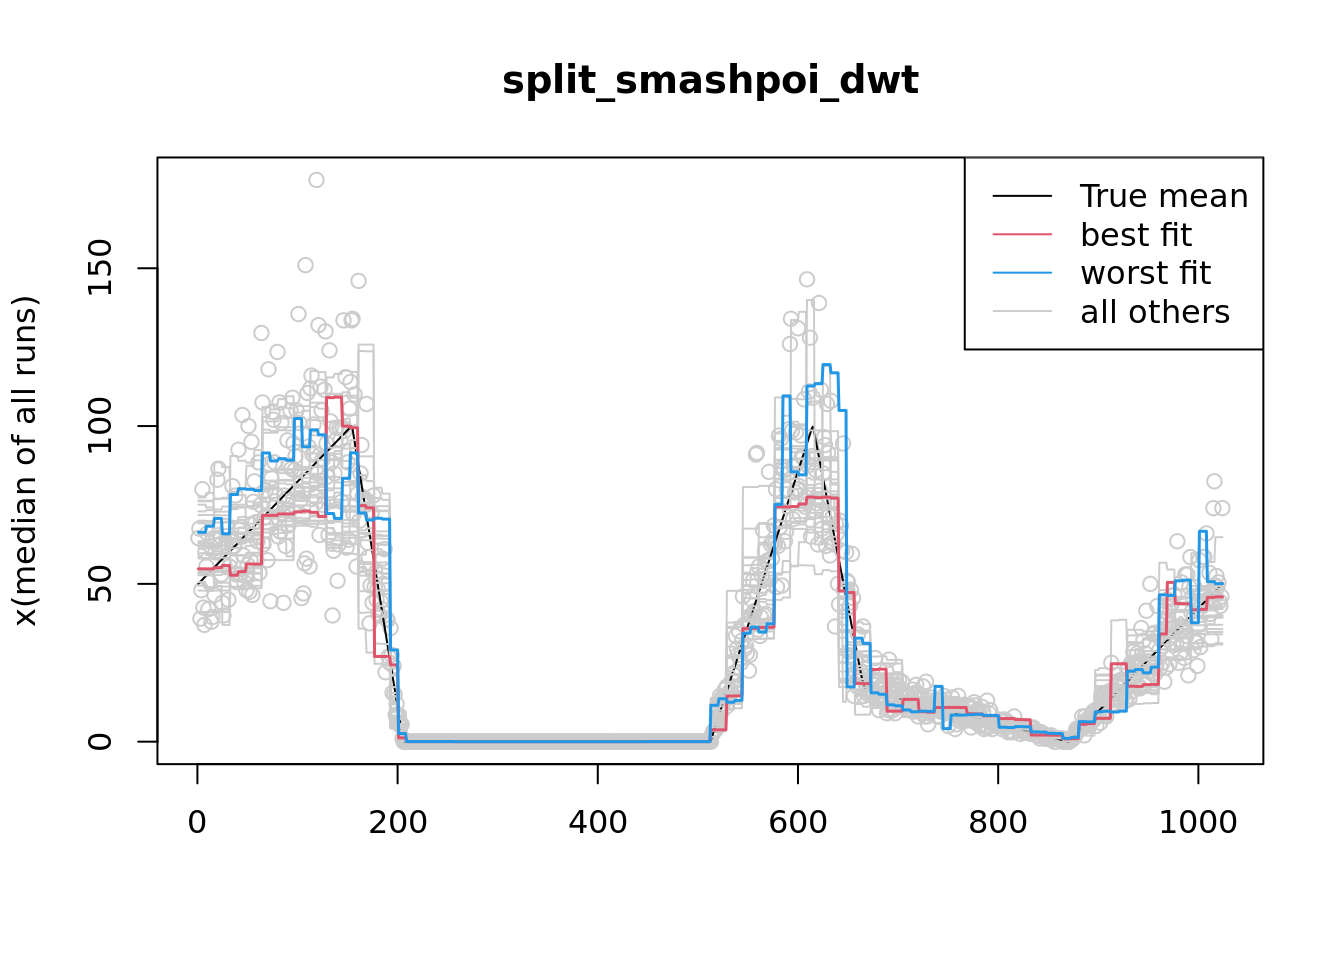 split_smashpoi_dwt
True mean
best fit
worst fit
all others
x(median of all runs)
150
100
50
0
0 200 400 600 800 1000